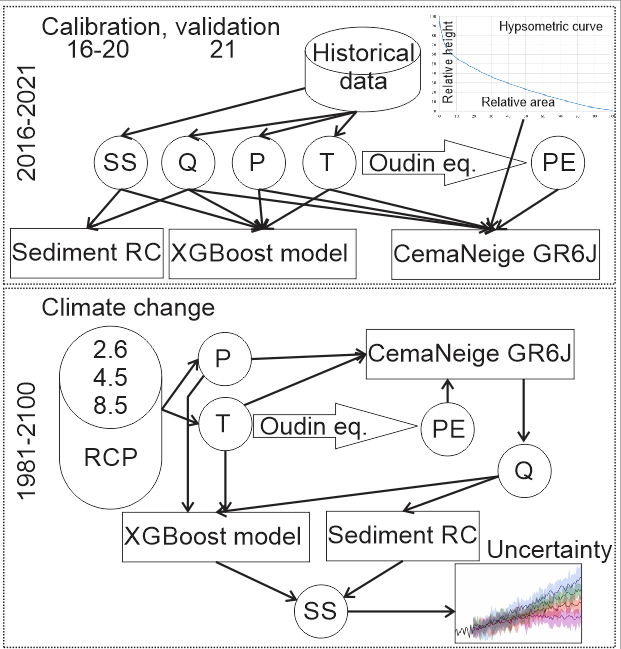 Calibration, validation
16-20 21
2016-2021
Historical
data
Hypsometric curve
Relative height
Relative area
SS Q P T Oudin eq. PE
Sediment RC XGBoost model CemaNeige GR6J
Climate change
1981-2100
2.6
4.5
8.5
RCP
P CemaNeige GR6J
T Oudin eq. PE
Q
XGBoost model Sediment RC
Uncertainty
SS